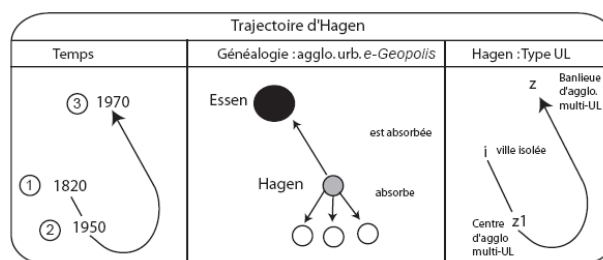 Trajectoire d'Hagen
Temps
Généalogie : agglo. urb. e-Geopolis
Hagen : Type UL
3 1970
1 1820
2 1950
Essen
est absorbée
Hagen
absorbe
z
Banlieue
d'agglo.
multi-UL
i ville isolée
z1
Centre
d'agglo
multi-UL